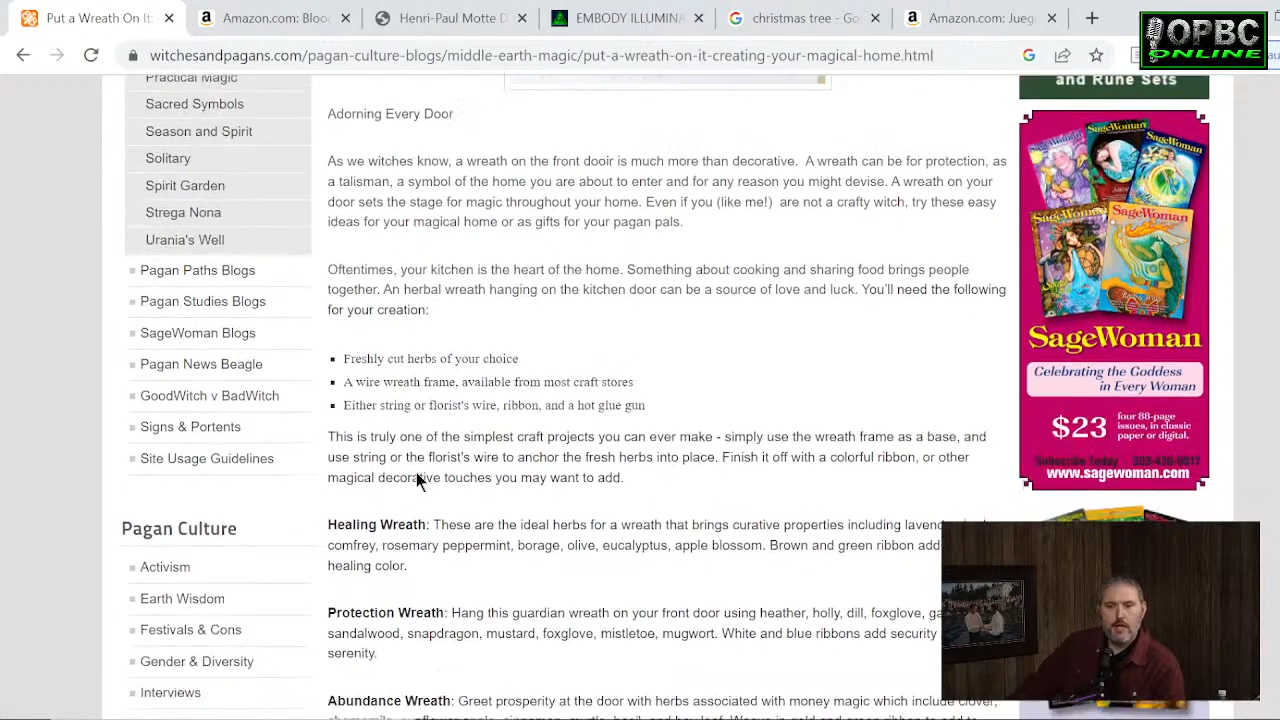 Put a Wreath On It
Amazon.com: Bloo
Henri-Paul Mor
EMBODY ILLUMINA
christmas tree - Go
Amazon.com: Jueg
OPBC
ONLINE
witchesandpagans.com/pagan-culture-blogs
put-a-wreath-on-it-creating-your-magical-home.html
Practical Magic
Sacred Symbols
Season and Spirit
Solitary
Spirit Garden
Strega Nona
Urania's Well
Pagan Paths Blogs
Pagan Studies Blogs
SageWoman Blogs
Pagan News Beagle
GoodWitch v BadWitch
Signs & Portents
Site Usage Guidelines
Pagan Culture
Activism
Earth Wisdom
Festivals & Cons
Gender & Diversity
Interviews
Adorning Every Door
As we witches know, a wreath on the front dooir is much more than decorative. A wreath can be for protection, as
a talisman, a symbol of the home you are about to enter and for any reason you might devise. A wreath on your
door sets the stage for magic throughout your home. Even if you (like me!) are not a crafty witch, try these easy
ideas for your magical home or as gifts for your pagan pals.
Oftentimes, your kitchen is the heart of the home. Something about cooking and sharing food brings people
together. An herbal wreath hanging on the kitchen door can be a source of love and luck. You'll need the following
for your creation:
Freshly cut herbs of your choice
A wire wreath frame, available from most craft stores
Either string or florist's wire, ribbon, and a hot glue gun
This is truly one of the simplest craft projects you can ever make - simply use the wreath frame as a base, and
use string or the florist's wire to anchor the fresh herbs into place. Finish it off with a colorful ribbon, or other
magical decorative touches you may want to add.
Healing Wreath: These are the ideal herbs for a wreath that brings curative properties including
comfrey, rosemary peppermint, borage, olive, eucalyptus, apple blossom. Brown and green ribbon add
healing color.
Protection Wreath: Hang this guardian wreath on your front door using heather, holly, dill, foxglove,
sandalwood, snapdragon, mustard, foxglove, mistletoe, mugwort. White and blue ribbons add security
serenity.
Abundance Wreath: Greet prosperity at the door with herbs associated with money magic which include clover,
and Rune Sets
SageWoman
SageWoman
SageWoman
SageWoman
SageWoman
SageWoman
Celebrating the Goddess
in Every Woman
$23 four 88-page
issues, in classic
paper or digital.
Subscribe Today
www.sagewoman.com